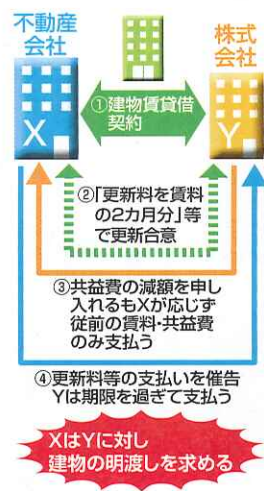 不動産
会社
株式
会社
X
Y
①建物賃貸借
契約
②「更新料を賃料
の2カ月分」等
で更新合意
③共益費の減額を申し
入れるもXが応じず
従前の賃料・共益費
のみ支払う
④更新料等の支払いを催告
Yは期限を過ぎて支払う
XはYに対し
建物の明渡しを求める